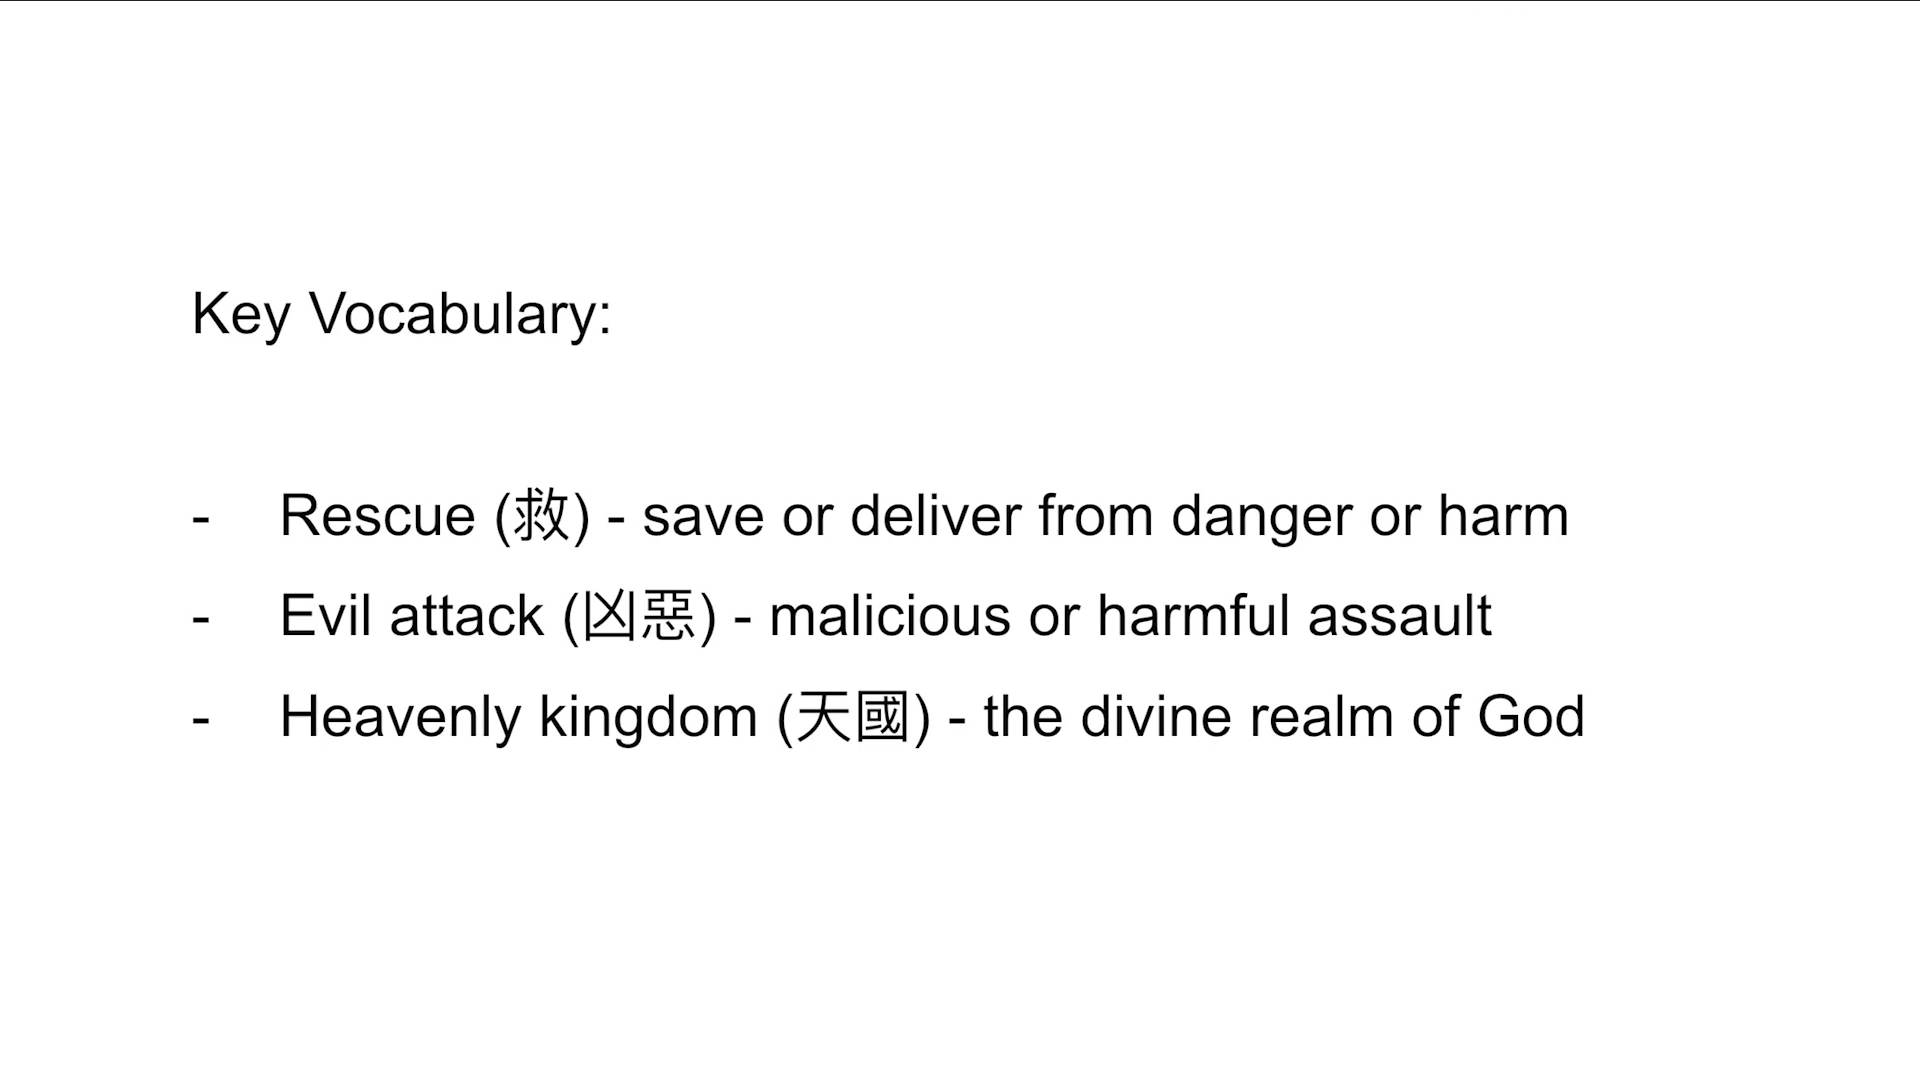 Key Vocabulary:
- Rescue (救) - save or deliver from danger or harm
- Evil attack (凶惡) - malicious or harmful assault
- Heavenly kingdom (天國) - the divine realm of God